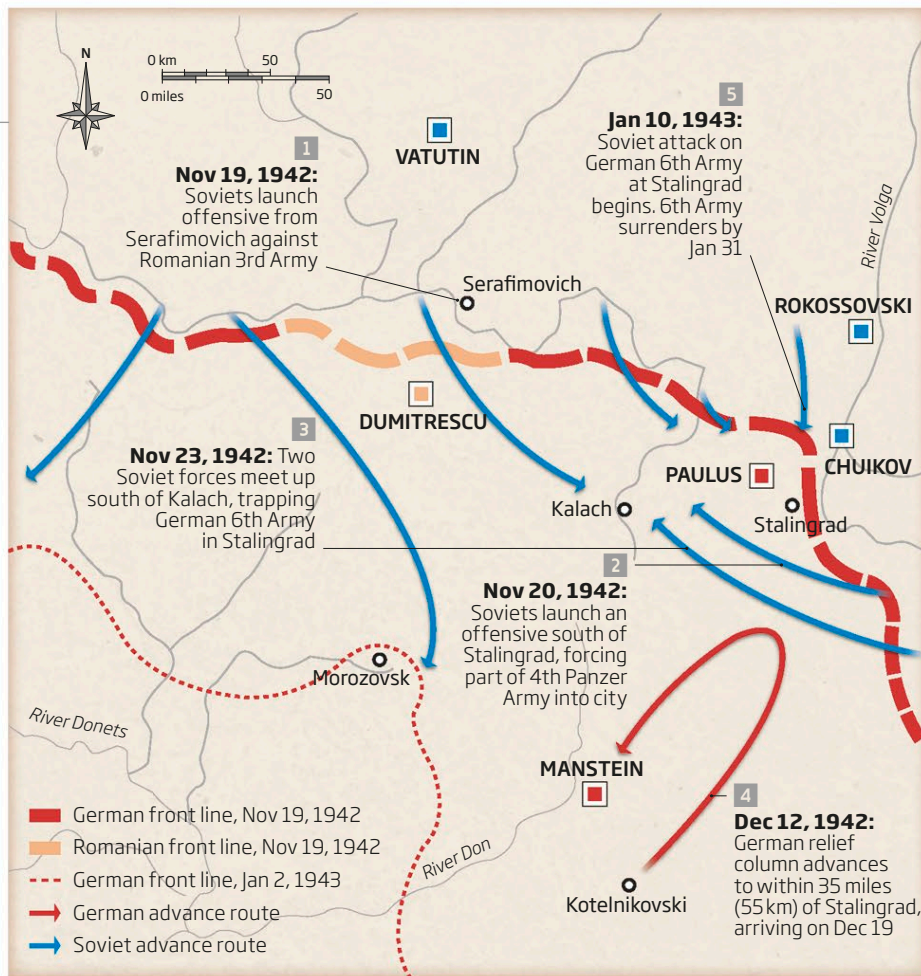 N
0 km 50
0 miles 50
1
Nov 19, 1942:
Soviets launch
offensive from
Serafimovich against
Romanian 3rd Army
VATUTIN
5
Jan 10, 1943:
Soviet attack on
German 6th Army
at Stalingrad
begins. 6th Army
surrenders by
Jan 31
River Volga
Serafimovich
ROKOSSOVSKI
DUMITRESCU
CHUIKOV
3
Nov 23, 1942: Two
Soviet forces meet up
south of Kalach, trapping
German 6th Army
in Stalingrad
PAULUS
Kalach
Stalingrad
2
Nov 20, 1942:
Soviets launch an
offensive south of
Stalingrad, forcing
part of 4th Panzer
Army into city
Morozovsk
River Donets
MANSTEIN
4
Dec 12, 1942:
German relief
column advances
to within 35 miles
(55 km) of Stalingrad,
arriving on Dec 19
River Don
Kotelnikovski
German front line, Nov 19, 1942
Romanian front line, Nov 19, 1942
German front line, Jan 2, 1943
German advance route
Soviet advance route